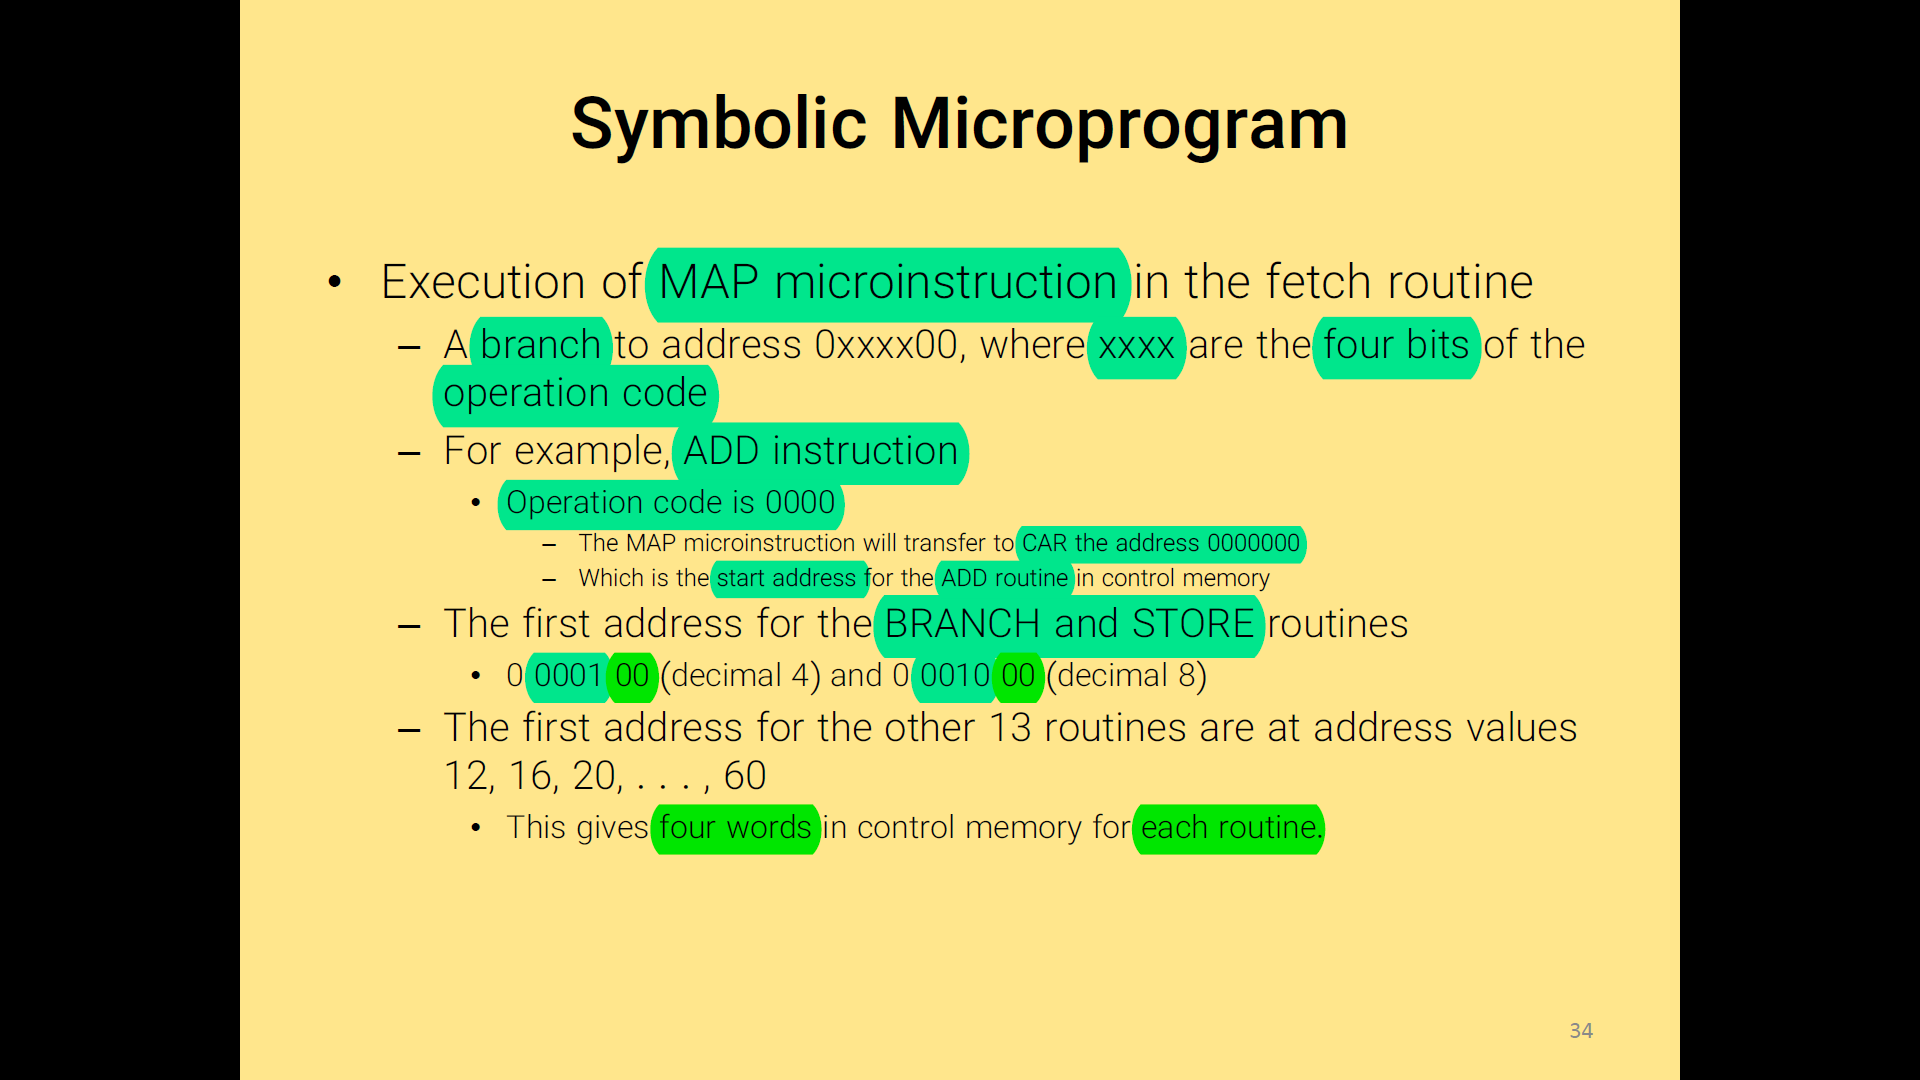 Symbolic Microprogram
• Execution of MAP microinstruction in the fetch routine
– A branch to address 0xxxx00, where xxxx are the four bits of the
operation code
– For example, ADD instruction
• Operation code is 0000
– The MAP microinstruction will transfer to CAR the address 0000000
– Which is the start address for the ADD routine in control memory
– The first address for the BRANCH and STORE routines
• 0 0001 00 (decimal 4) and 0 0010 00 (decimal 8)
– The first address for the other 13 routines are at address values
12, 16, 20, . . . , 60
• This gives four words in control memory for each routine.
34